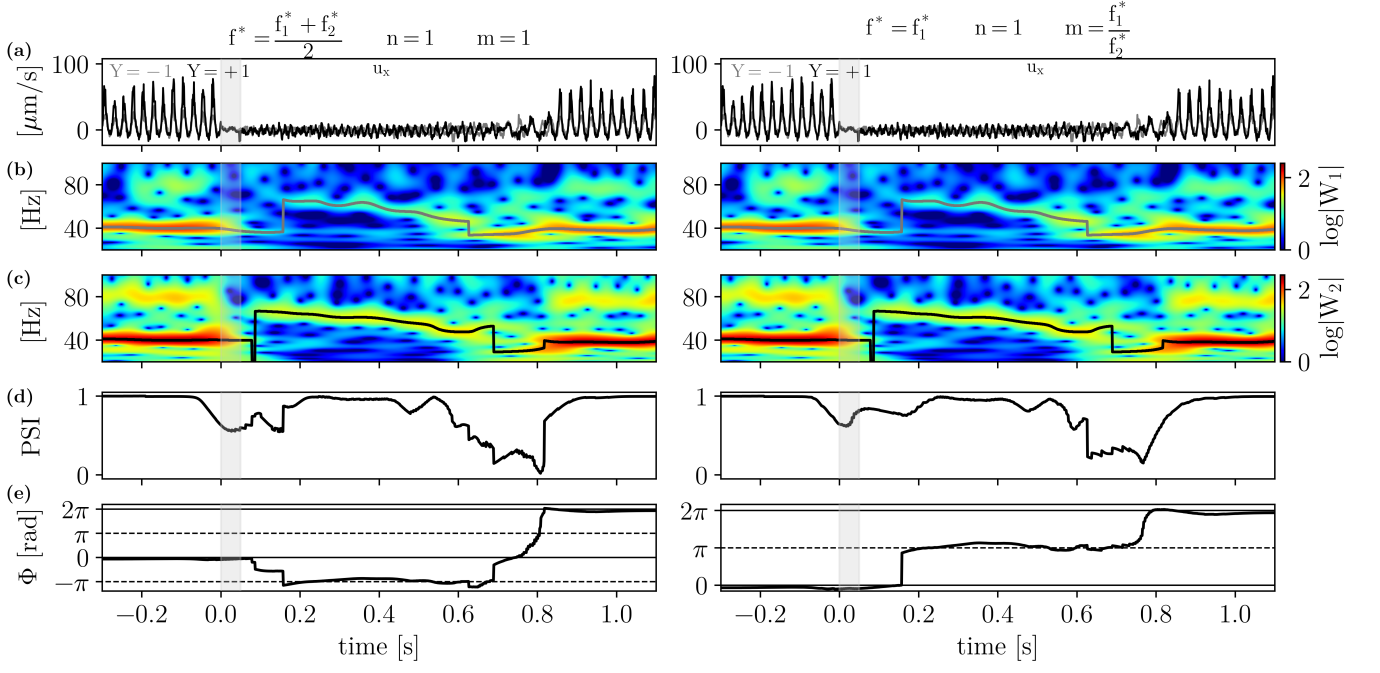 f* = (f₁* + f₂*)/2 n = 1 m = 1
f* = f₁* n = 1 m = f₁*/f₂*
(a)
[μm/s]
100
0
Y = −1 Y = +1 uₓ
100
0
Y = −1 Y = +1 uₓ
(b)
[Hz]
80
40
80
40
2
0
log|W₁|
(c)
[Hz]
80
40
80
40
2
0
log|W₂|
(d)
PSI
1
0
1
0
(e)
Φ [rad]
2π
π
0
−π
2π
π
0
−0.2 0.0 0.2 0.4 0.6 0.8 1.0
−0.2 0.0 0.2 0.4 0.6 0.8 1.0
time [s]
time [s]